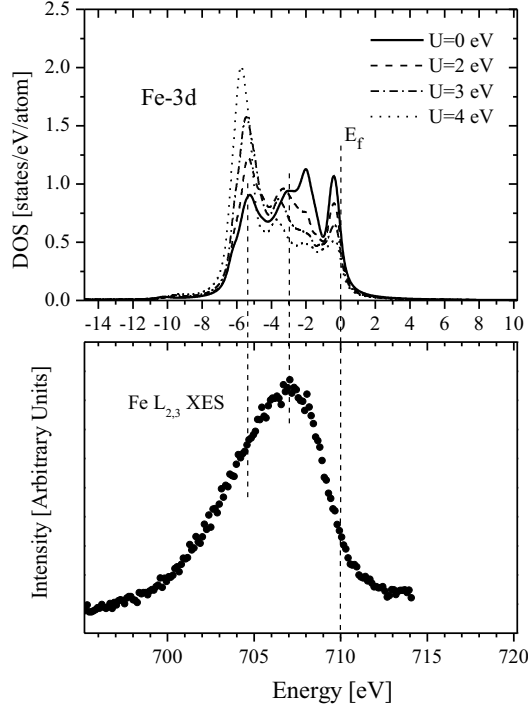 2.5
2.0
1.5
1.0
0.5
0.0
DOS [states/eV/atom]
Fe-3d
U=0 eV
U=2 eV
U=3 eV
U=4 eV
E_f
-14 -12 -10 -8 -6 -4 -2 0 2 4 6 8 10
Fe L_{2,3} XES
Intensity [Arbitrary Units]
700 705 710 715 720
Energy [eV]